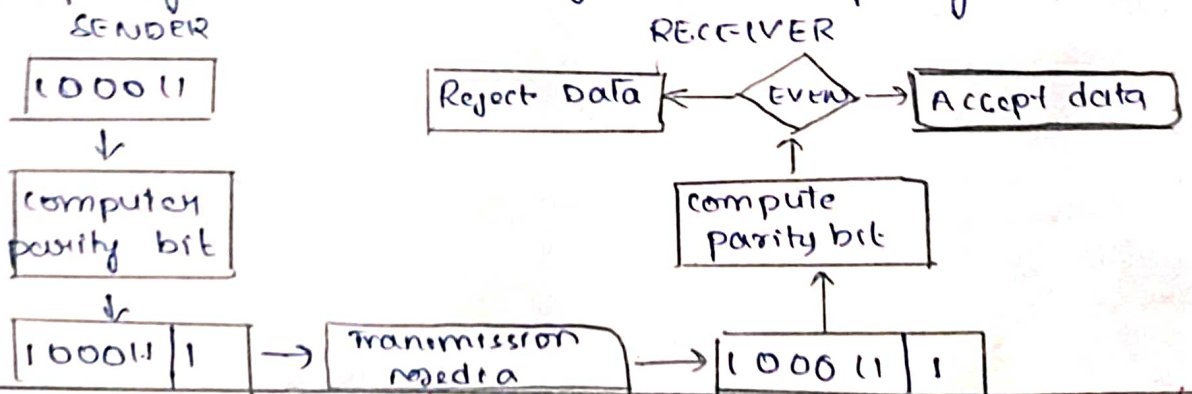 SENDER
RECEIVER
100011
Reject Data
EVEN
Accept data
computer
parity bit
compute
parity bit
100011 1
Transmission
media
100011 1